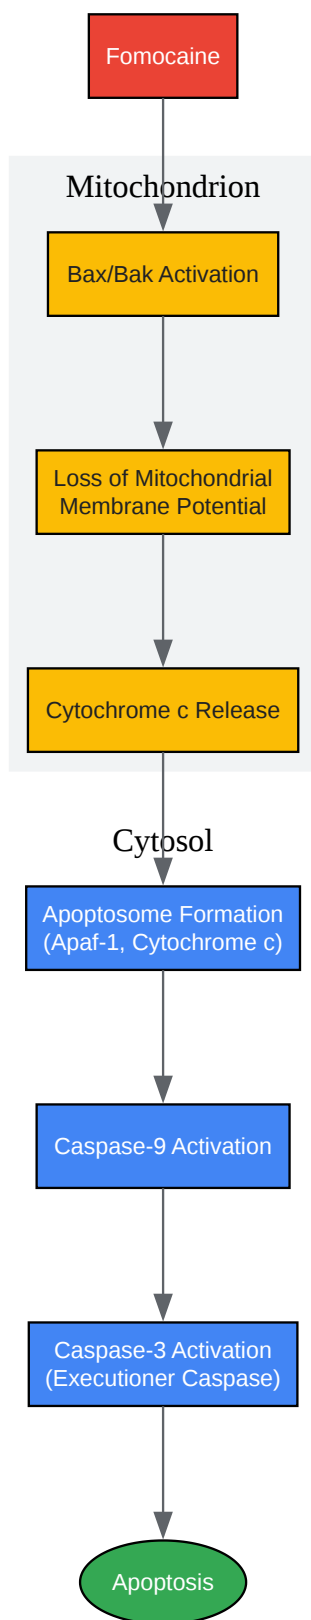 Fomocaine
Mitochondrion
Bax/Bak Activation
Loss of Mitochondrial
Membrane Potential
Cytochrome c Release
Cytosol
Apoptosome Formation
(Apaf-1, Cytochrome c)
Caspase-9 Activation
Caspase-3 Activation
(Executioner Caspase)
Apoptosis